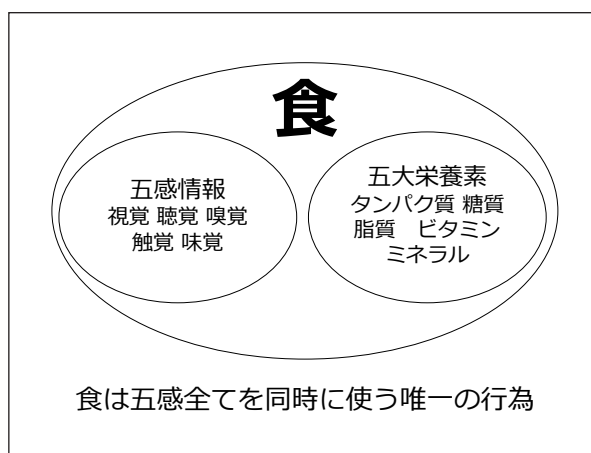 食
五感情報
視覚 聴覚 嗅覚
触覚 味覚
五大栄養素
タンパク質 糖質
脂質　ビタミン
ミネラル
食は五感全てを同時に使う唯一の行為